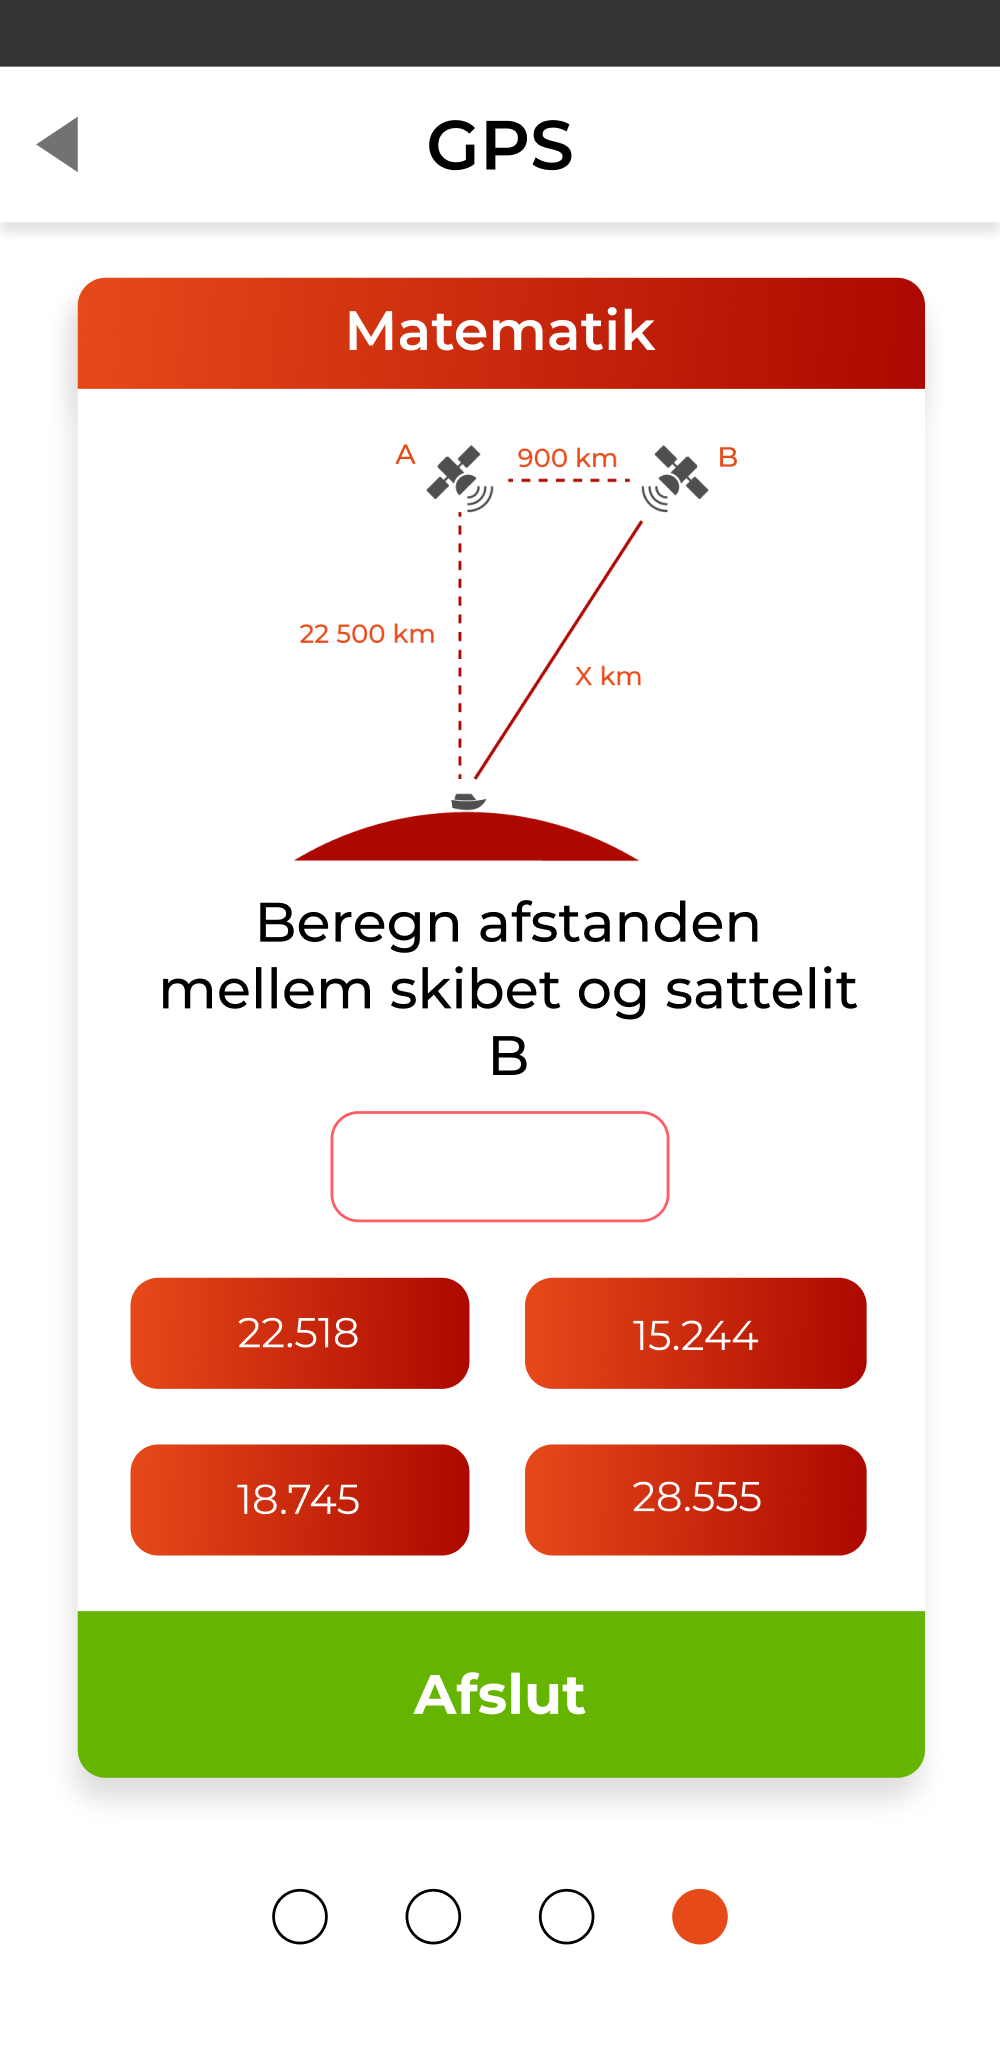 GPS
Matematik
A
900 km
B
22 500 km
X km
Beregn afstanden
mellem skibet og sattelit
B
22.518
15.244
18.745
28.555
Afslut